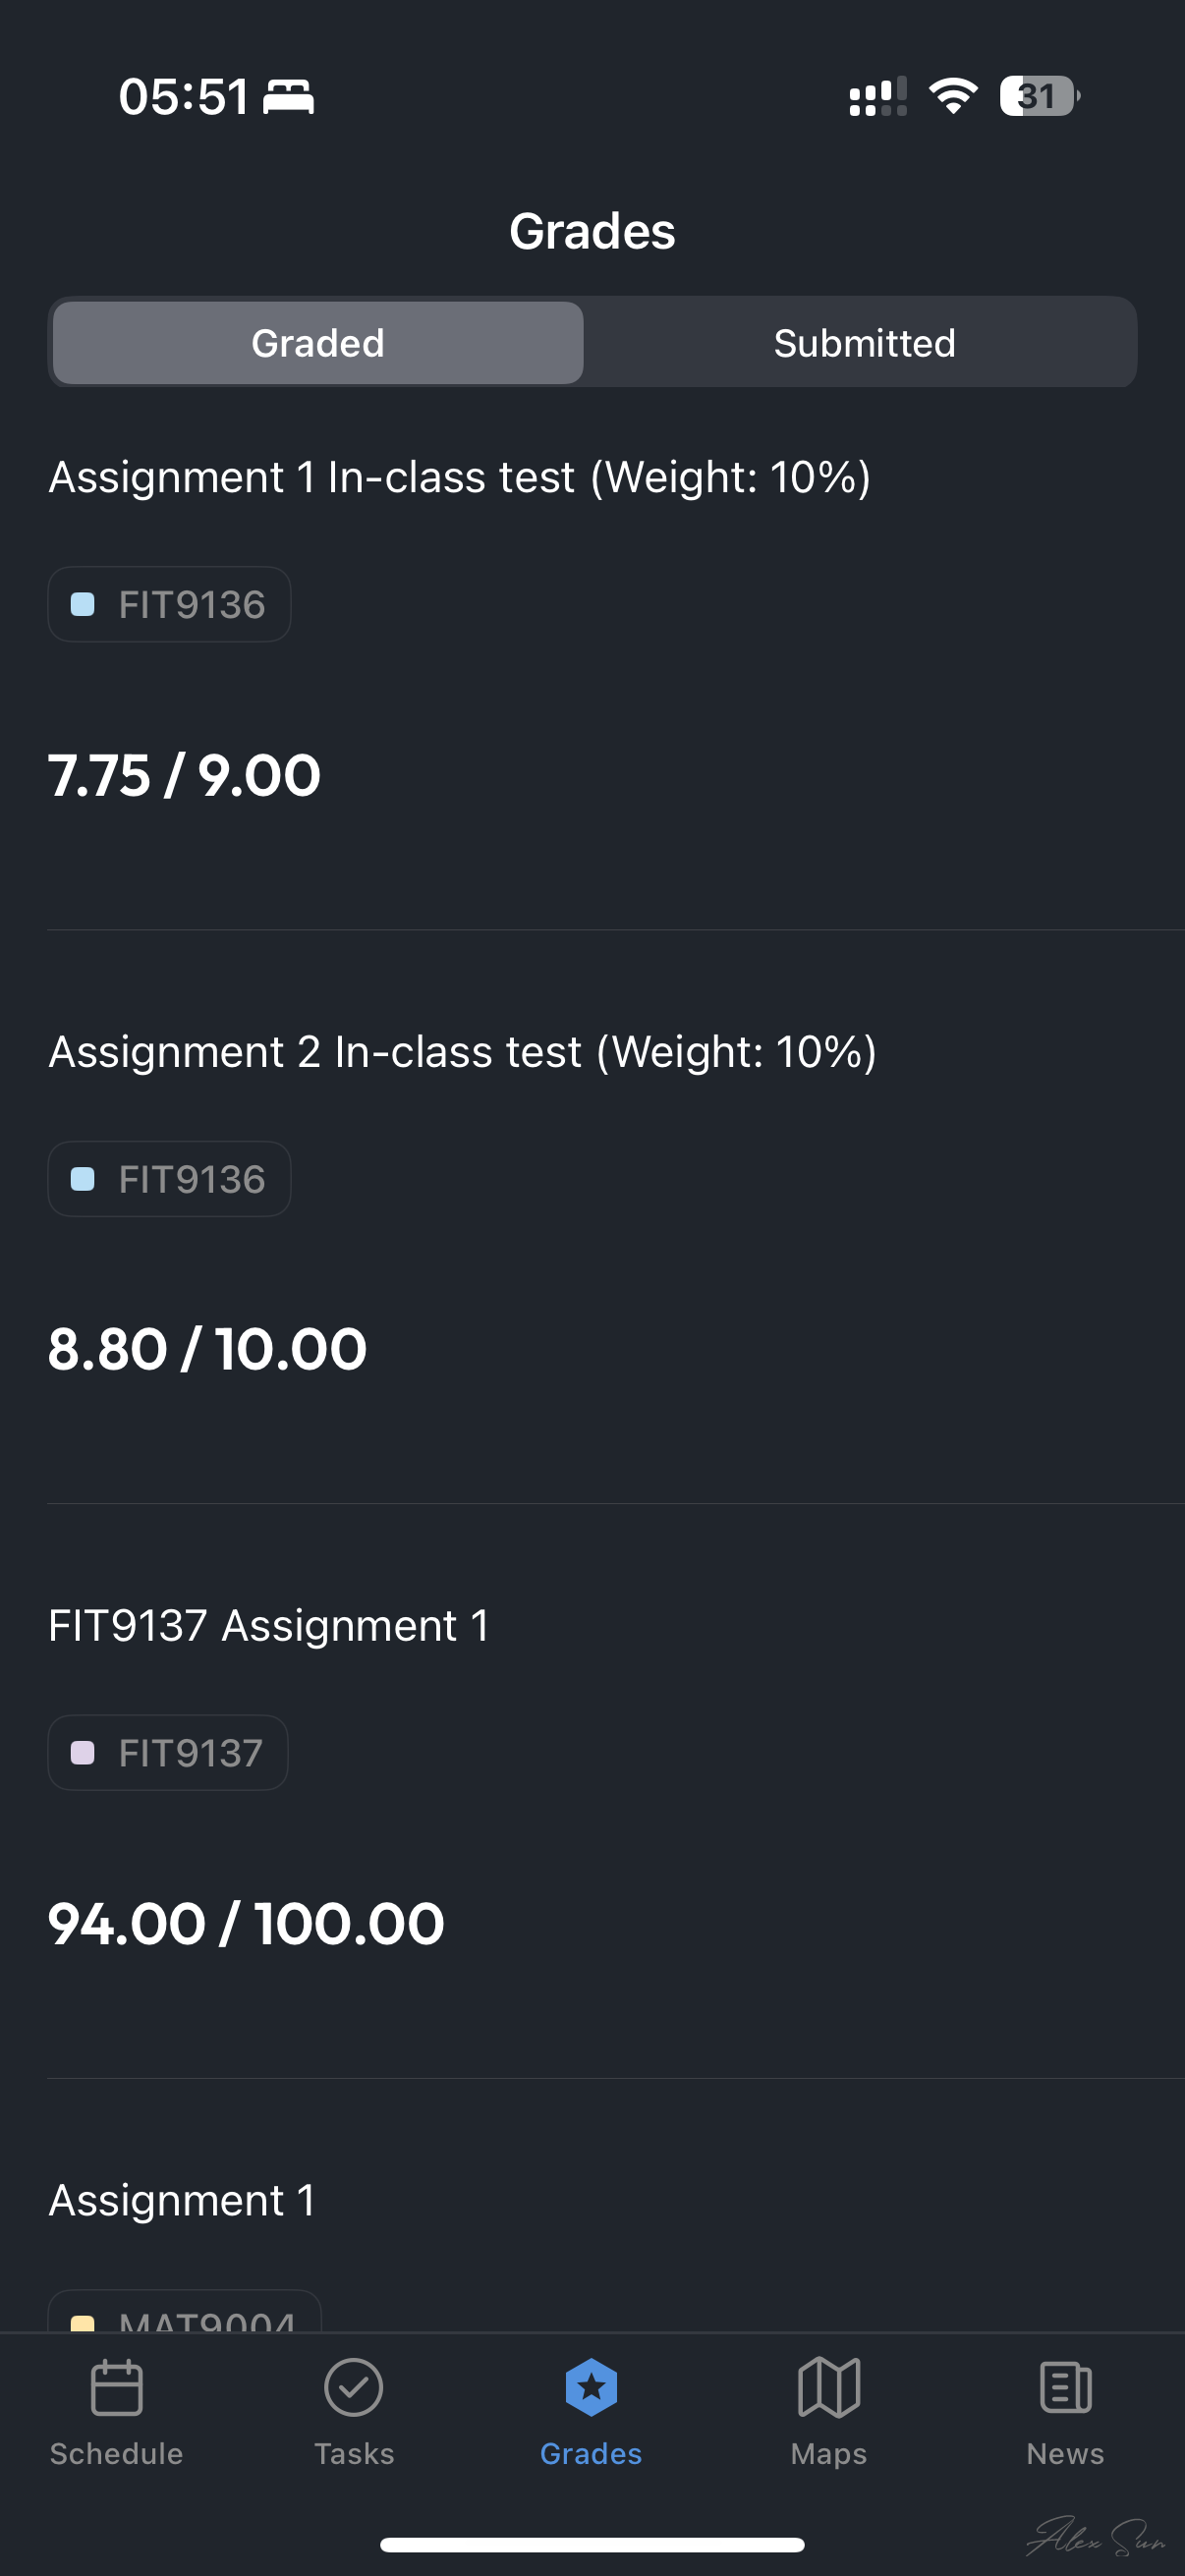 05:51
31
Grades
Graded Submitted
Assignment 1 In-class test (Weight: 10%)
FIT9136
7.75 / 9.00
Assignment 2 In-class test (Weight: 10%)
FIT9136
8.80 / 10.00
FIT9137 Assignment 1
FIT9137
94.00 / 100.00
Assignment 1
MAT9004
Schedule Tasks Grades Maps News
Alex Sun